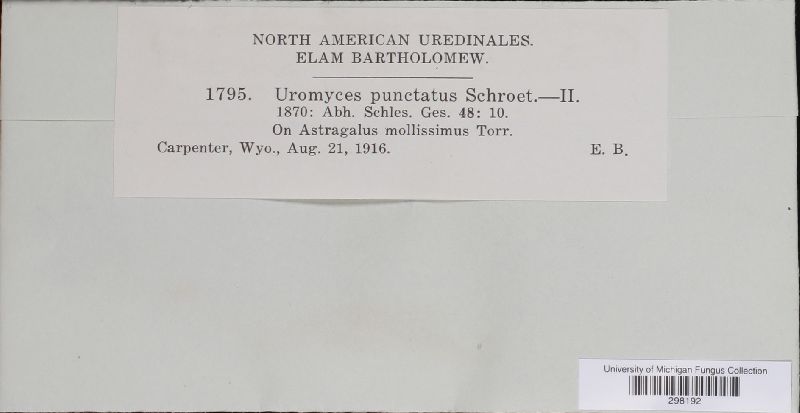 NORTH AMERICAN UREDINALES.
ELAM BARTHOLOMEW.
1795. Uromyces punctatus Schroet.—II.
1870: Abh. Schles. Ges. 48: 10.
On Astragalus mollissimus Torr.
Carpenter, Wyo., Aug. 21, 1916. E. B.
University of Michigan Fungus Collection
298192